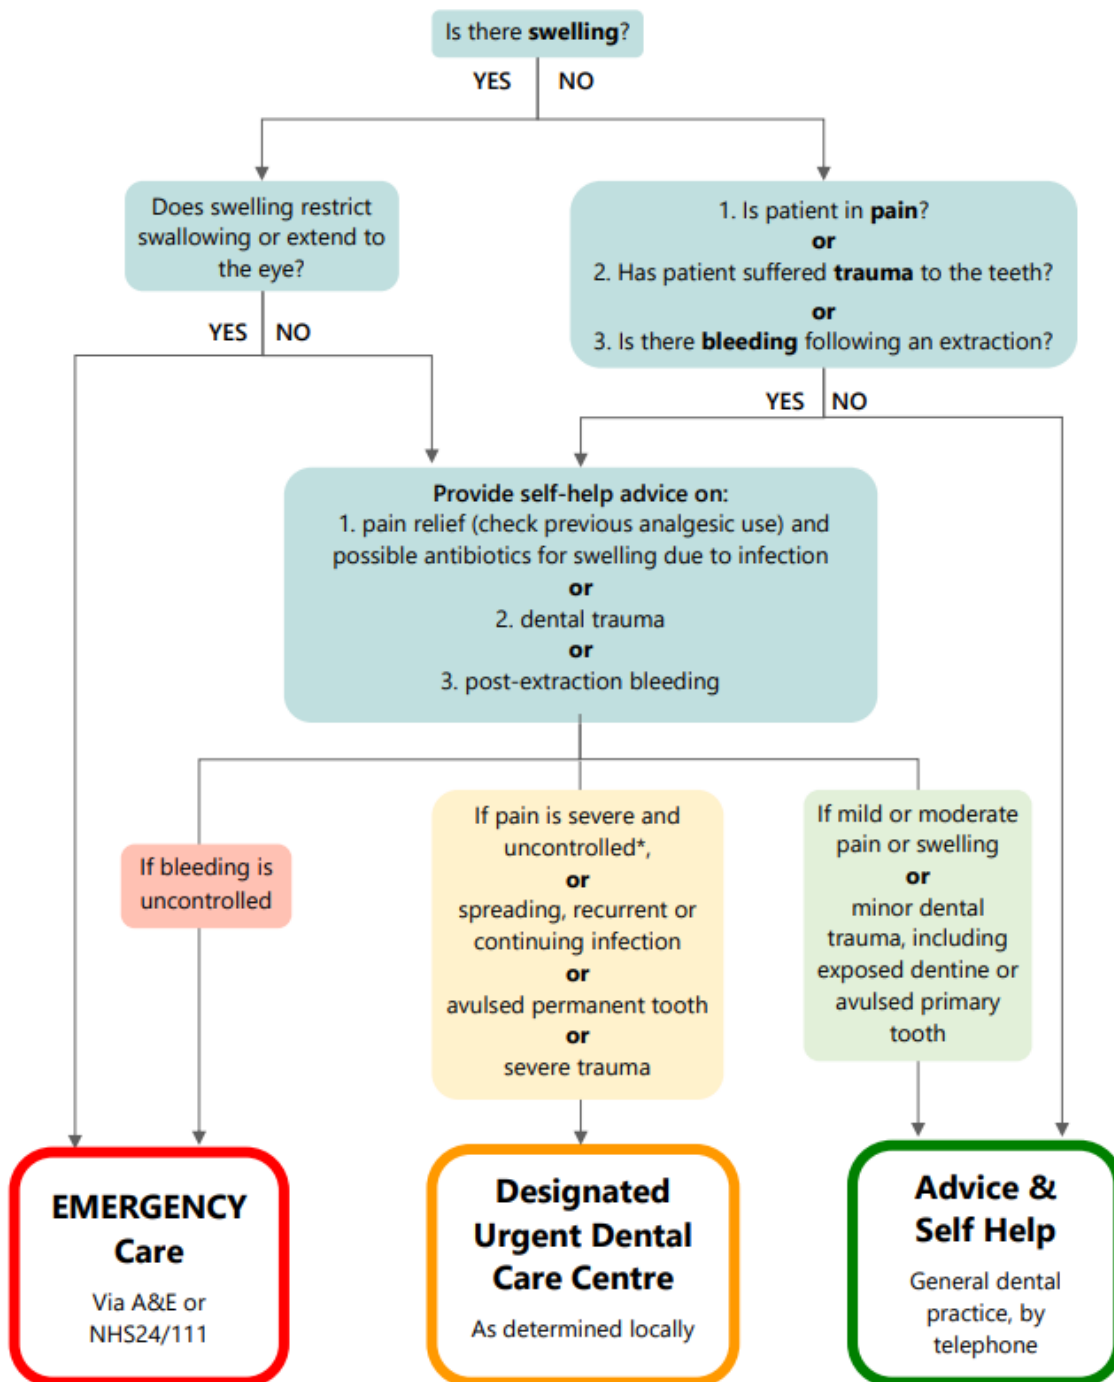 Is there swelling?
YES NO
Does swelling restrict
swallowing or extend to
the eye?
1. Is patient in pain?
or
2. Has patient suffered trauma to the teeth?
or
3. Is there bleeding following an extraction?
YES NO
YES NO
Provide self-help advice on:
1. pain relief (check previous analgesic use) and
possible antibiotics for swelling due to infection
or
2. dental trauma
or
3. post-extraction bleeding
If bleeding is
uncontrolled
If pain is severe and
uncontrolled*,
or
spreading, recurrent or
continuing infection
or
avulsed permanent tooth
or
severe trauma
If mild or moderate
pain or swelling
or
minor dental
trauma, including
exposed dentine or
avulsed primary
tooth
EMERGENCY
Care
Via A&E or
NHS24/111
Designated
Urgent Dental
Care Centre
As determined locally
Advice &
Self Help
General dental
practice, by
telephone